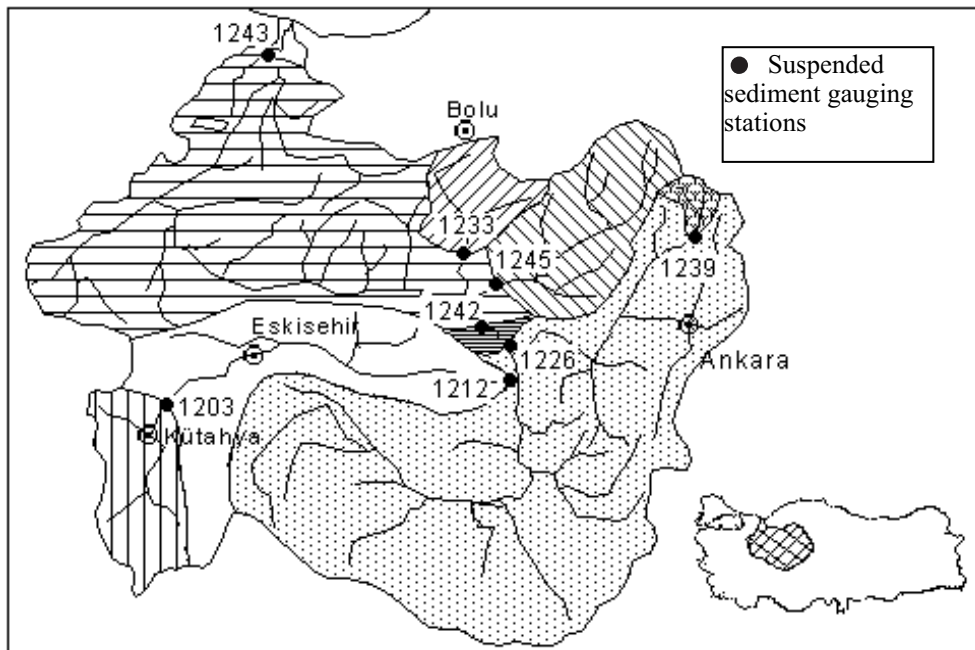 1243
Suspended
sediment gauging
stations
Bolu
1233
1245
1239
1242
Eskisehir
1226
Ankara
1212
1203
Kütahya